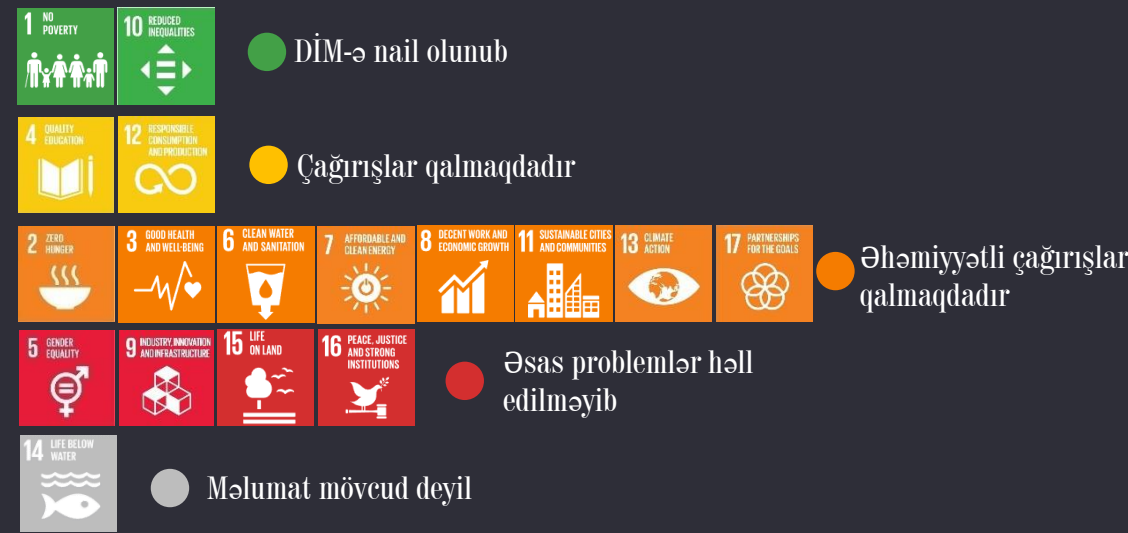 1 NO
POVERTY
10 REDUCED
INEQUALITIES
DİM-ə nail olunub
4 QUALITY
EDUCATION
12 RESPONSIBLE
CONSUMPTION
AND PRODUCTION
Çağırışlar qalmaqdadır
2 ZERO
HUNGER
3 GOOD HEALTH
AND WELL-BEING
6 CLEAN WATER
AND SANITATION
7 AFFORDABLE AND
CLEAN ENERGY
8 DECENT WORK AND
ECONOMIC GROWTH
11 SUSTAINABLE CITIES
AND COMMUNITIES
13 CLIMATE
ACTION
17 PARTNERSHIPS
FOR THE GOALS
Əhəmiyyətli çağırışlar
qalmaqdadır
5 GENDER
EQUALITY
9 INDUSTRY, INNOVATION
AND INFRASTRUCTURE
15 LIFE
ON LAND
16 PEACE, JUSTICE
AND STRONG
INSTITUTIONS
Əsas problemlər həll
edilməyib
14 LIFE BELOW
WATER
Məlumat mövcud deyil